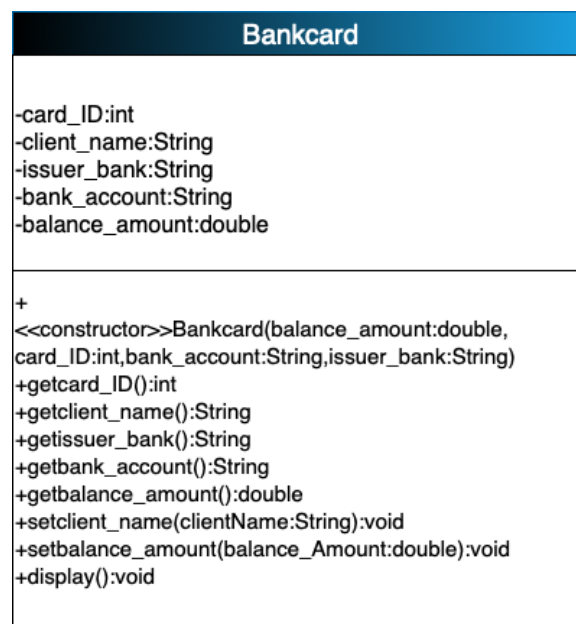 Bankcard
-card_ID:int
-client_name:String
-issuer_bank:String
-bank_account:String
-balance_amount:double
+
<<constructor>>Bankcard(balance_amount:double,
card_ID:int,bank_account:String,issuer_bank:String)
+getcard_ID():int
+getclient_name():String
+getissuer_bank():String
+getbank_account():String
+getbalance_amount():double
+setclient_name(clientName:String):void
+setbalance_amount(balance_Amount:double):void
+display():void